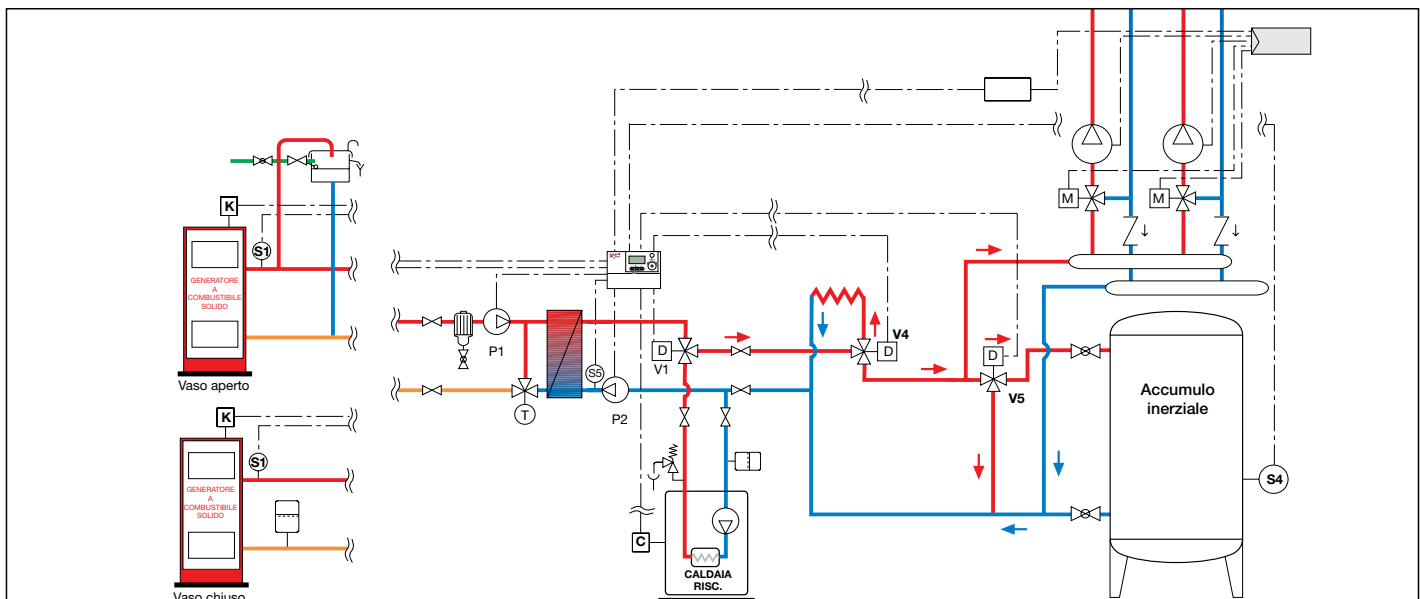 K
S1
GENERATORE
A
COMBUSTIBILE
SOLIDO
Vaso aperto
K
S1
GENERATORE
A
COMBUSTIBILE
SOLIDO
Vaso chiuso
P1
T
S5
P2
D
V1
C
CALDAIA
RISC.
V4
D
D
V5
M
M
Accumulo
inerziale
S4